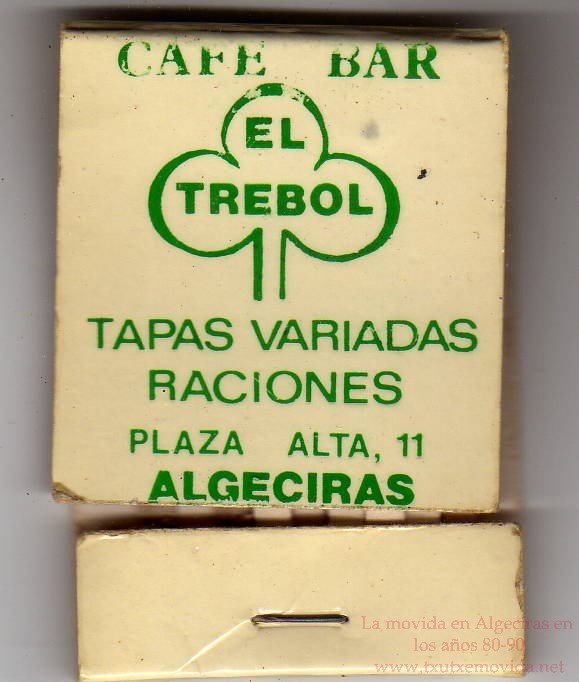 CAFE BAR
EL
TREBOL
TAPAS VARIADAS
RACIONES
PLAZA ALTA, 11
ALGECIRAS
La movida en Algeciras en
los años 80-90
www.txutxemovida.net